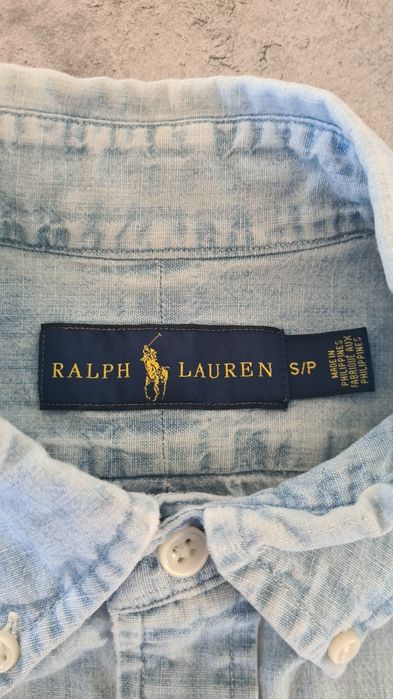 RALPH LAUREN
S/P
MADE IN
PHILIPPINES
FABRIQUÉ AUX
PHILIPPINES